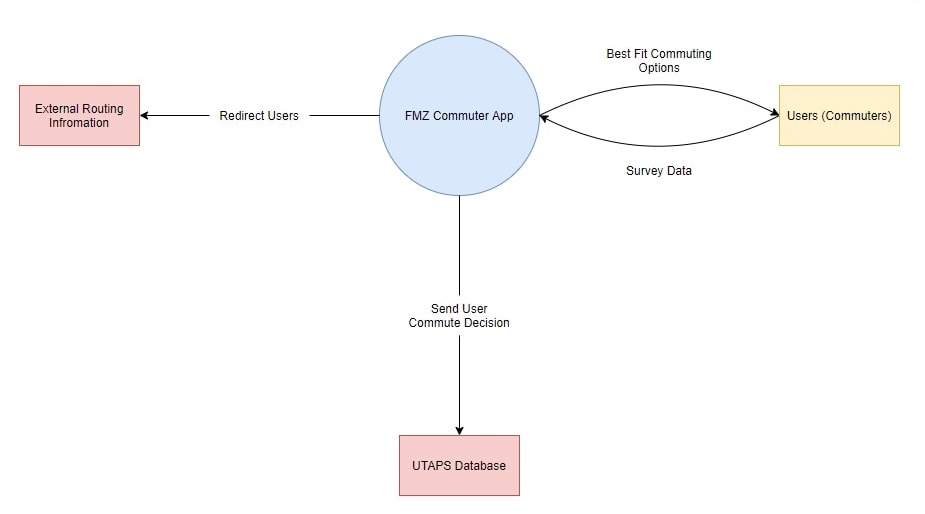 Best Fit Commuting
Options
External Routing
Infromation
Redirect Users
FMZ Commuter App
Users (Commuters)
Survey Data
Send User
Commute Decision
UTAPS Database